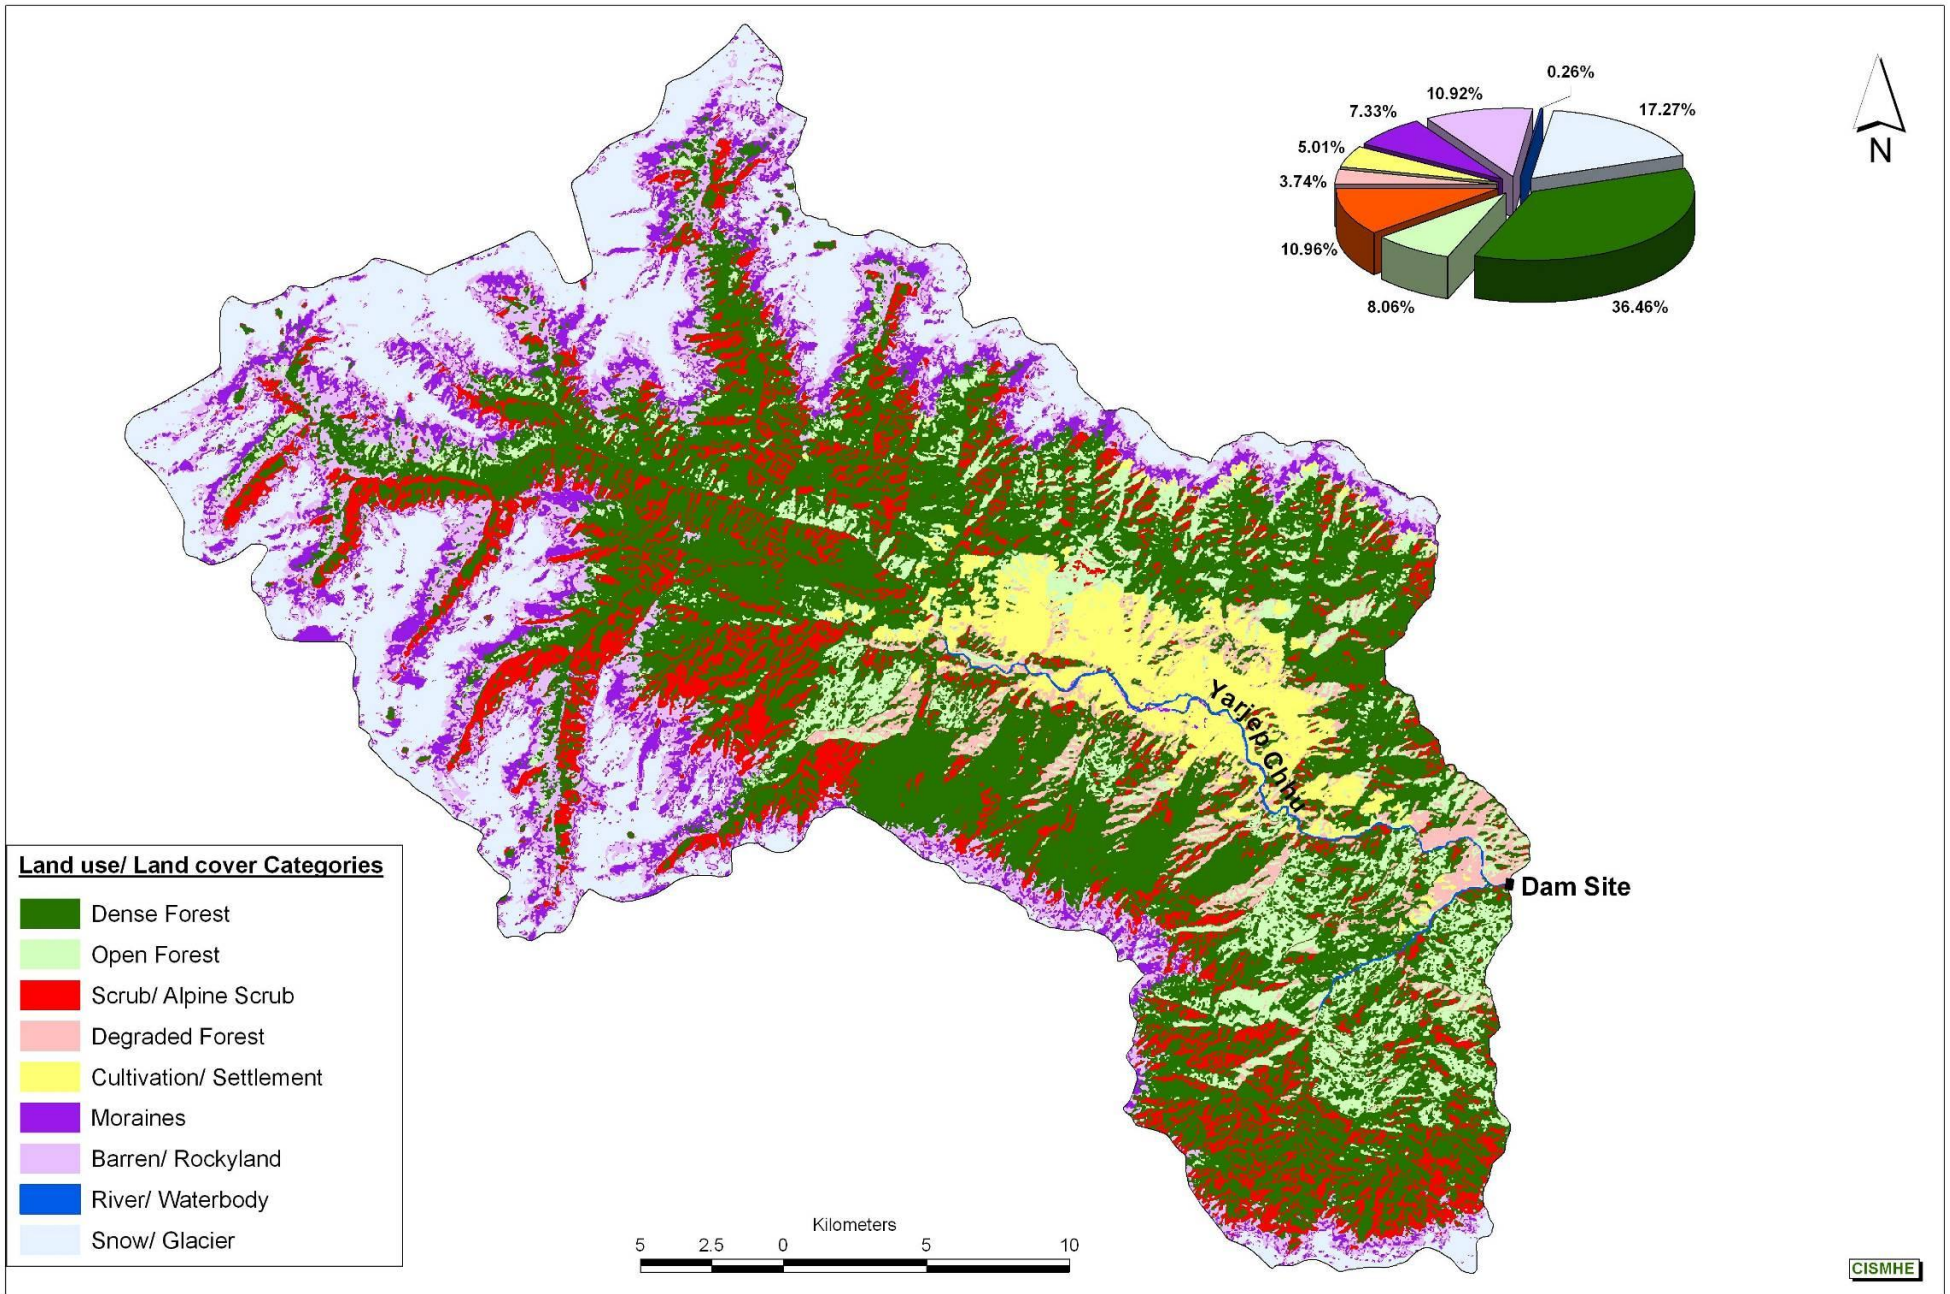 0.26%
10.92%
17.27%
7.33%
5.01%
3.74%
10.96%
8.06%
36.46%
N
Yarjep Chhu
Dam Site
Land use/ Land cover Categories
Dense Forest
Open Forest
Scrub/ Alpine Scrub
Degraded Forest
Cultivation/ Settlement
Moraines
Barren/ Rockyland
River/ Waterbody
Snow/ Glacier
Kilometers
5 2.5 0 5 10
CISMHE